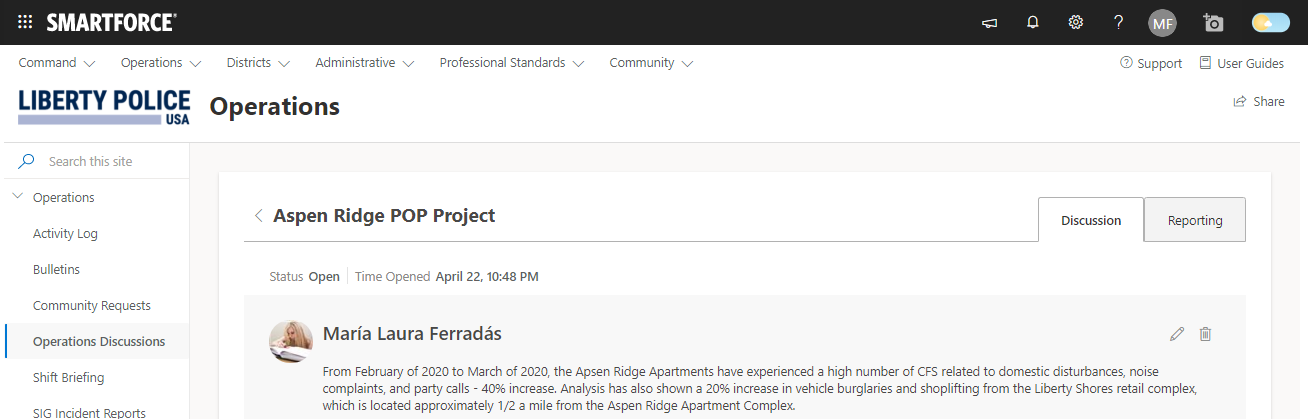 SMARTFORCE®
?
MF
Command Operations Districts Administrative Professional Standards Community
Support User Guides
LIBERTY POLICE
USA
Operations
Share
Search this site
Operations
Activity Log
Bulletins
Community Requests
Operations Discussions
Shift Briefing
SIG Incident Reports
Aspen Ridge POP Project
Discussion Reporting
Status Open Time Opened April 22, 10:48 PM
María Laura Ferradás
From February of 2020 to March of 2020, the Apsen Ridge Apartments have experienced a high number of CFS related to domestic disturbances, noise
complaints, and party calls - 40% increase. Analysis has also shown a 20% increase in vehicle burglaries and shoplifting from the Liberty Shores retail complex,
which is located approximately 1/2 a mile from the Aspen Ridge Apartment Complex.